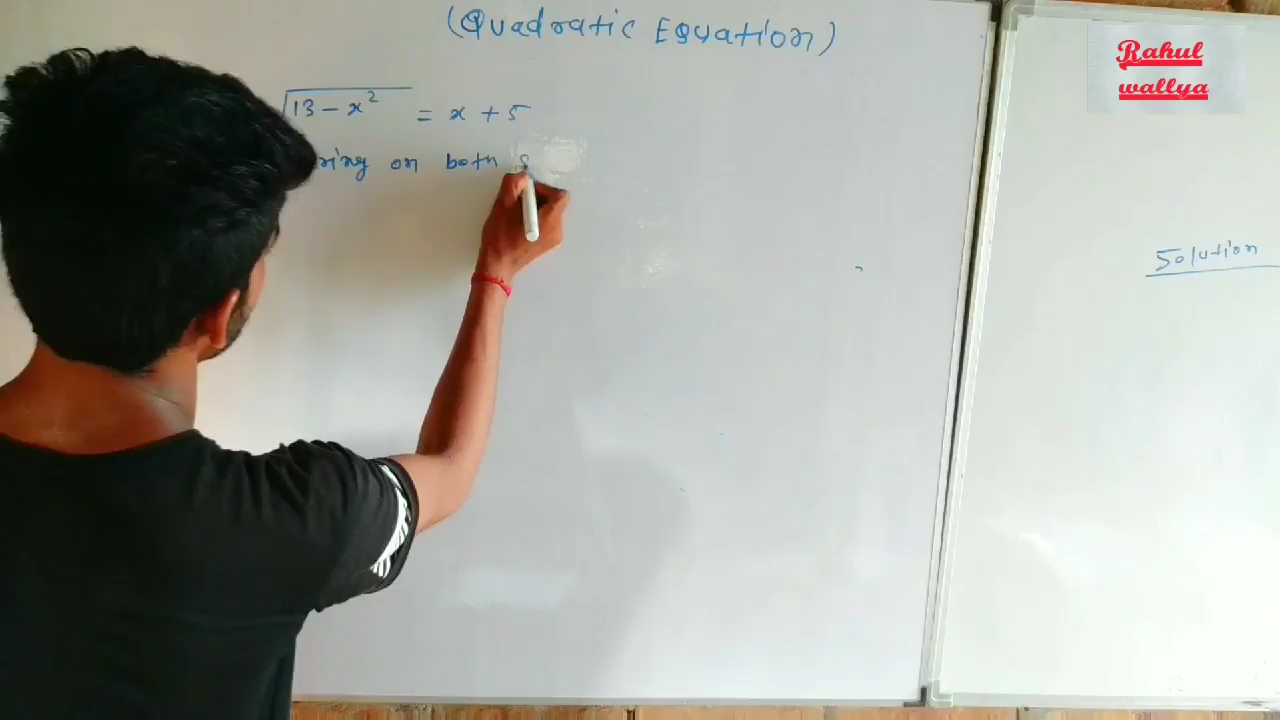 (Quadratic Equation)
√13 - x² = x + 5
ring on both s
Solution
Rahul
wallya